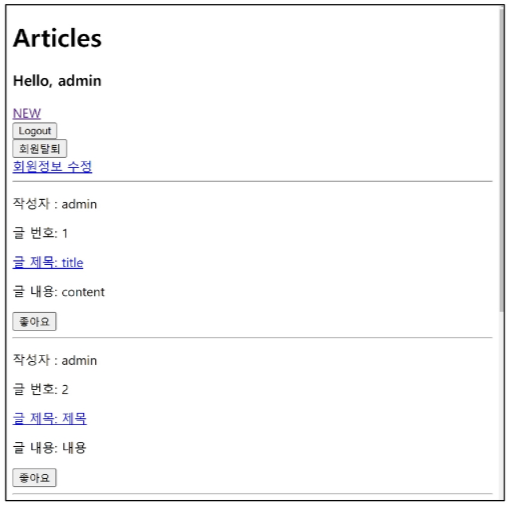 Articles
Hello, admin
NEW
Logout
회원탈퇴
회원정보 수정
작성자 : admin
글 번호: 1
글 제목: title
글 내용: content
좋아요
작성자 : admin
글 번호: 2
글 제목: 제목
글 내용: 내용
좋아요